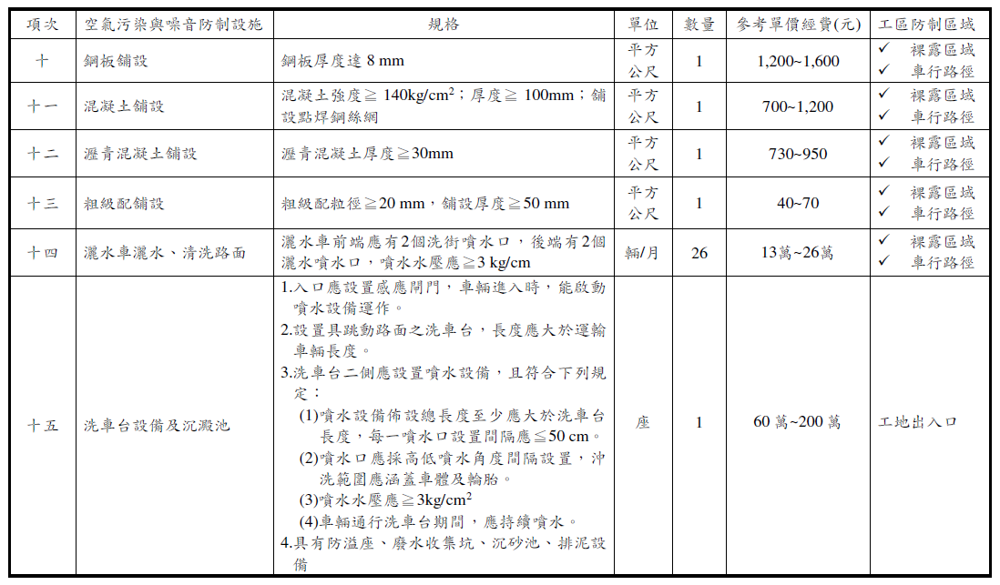 項次 空氣污染與噪音防制設施 規格 單位 數量 參考單價經費(元) 工區防制區域
十 鋼板舖設 鋼板厚度達 8 mm 平方公尺 1 1,200~1,600 ✓ 裸露區域 ✓ 車行路徑
十一 混凝土舖設 混凝土強度≧ 140kg/cm²；厚度≧ 100mm；舖
設點焊鋼絲網 平方公尺 1 700~1,200 ✓ 裸露區域 ✓ 車行路徑
十二 瀝青混凝土舖設 瀝青混凝土厚度≧30mm 平方公尺 1 730~950 ✓ 裸露區域 ✓ 車行路徑
十三 粗級配舖設 粗級配粒徑≧20 mm，舖設厚度≧50 mm 平方公尺 1 40~70 ✓ 裸露區域 ✓ 車行路徑
十四 灑水車灑水、清洗路面 灑水車前端應有2個洗街噴水口，後端有2個
灑水噴水口，噴水水壓應≧3 kg/cm 輛/月 26 13萬~26萬 ✓ 裸露區域 ✓ 車行路徑
十五 洗車台設備及沉澱池
1.入口應設置感應閘門，車輛進入時，能啟動
噴水設備運作。
2.設置具跳動路面之洗車台，長度應大於運輸
車輛長度。
3.洗車台二側應設置噴水設備，且符合下列規
定：
(1)噴水設備佈設總長度至少應大於洗車台
長度，每一噴水口設置間隔應≦50 cm。
(2)噴水口應採高低噴水角度間隔設置，沖
洗範圍應涵蓋車體及輪胎。
(3)噴水水壓應≧3kg/cm²
(4)車輛通行洗車台期間，應持續噴水。
4.具有防溢座、廢水收集坑、沉砂池、排泥設
備
座 1 60 萬~200 萬 工地出入口